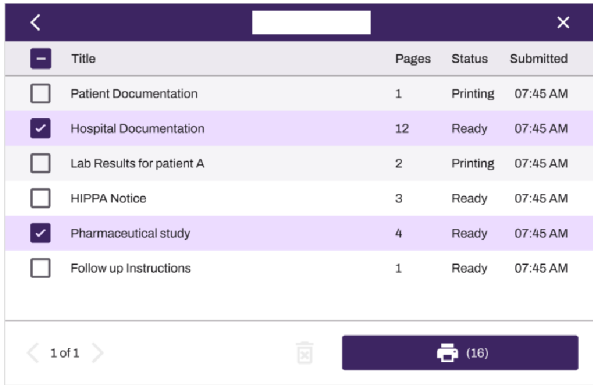 Title Pages Status Submitted
Patient Documentation 1 Printing 07:45 AM
Hospital Documentation 12 Ready 07:45 AM
Lab Results for patient A 2 Printing 07:45 AM
HIPPA Notice 3 Ready 07:45 AM
Pharmaceutical study 4 Ready 07:45 AM
Follow up Instructions 1 Ready 07:45 AM
1 of 1 (16)